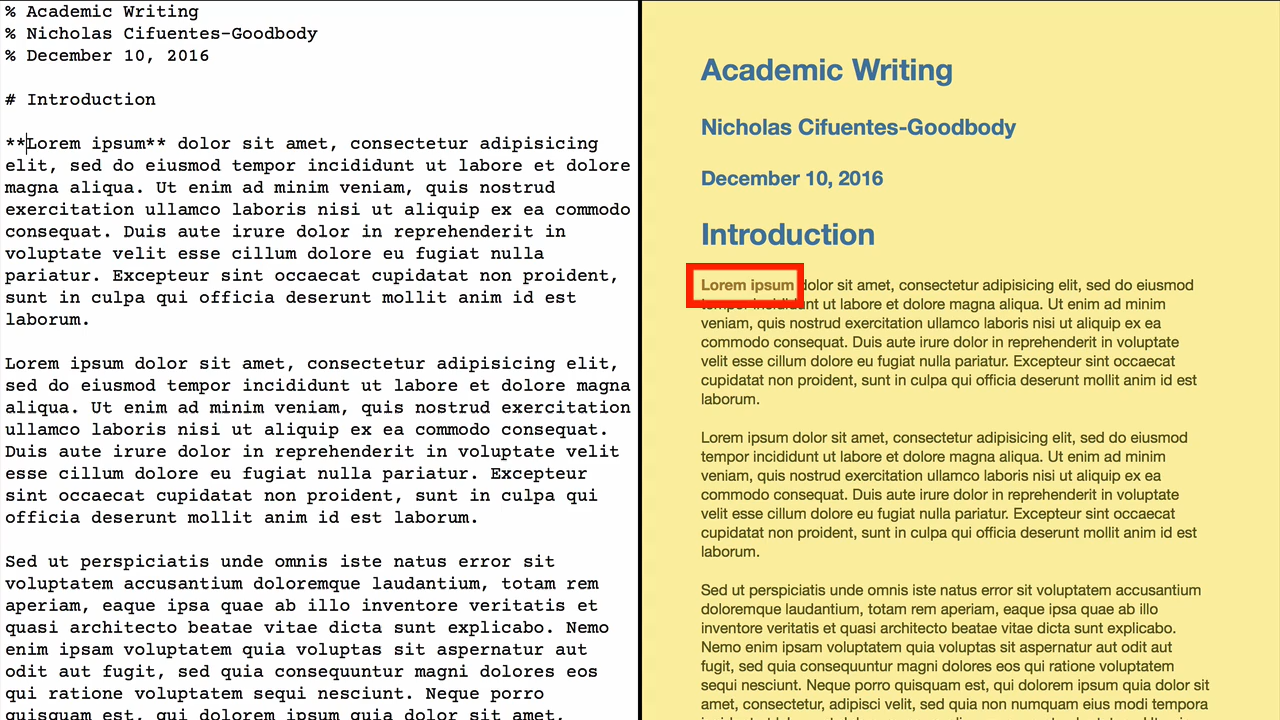 % Academic Writing
% Nicholas Cifuentes-Goodbody
% December 10, 2016
# Introduction
**Lorem ipsum** dolor sit amet, consectetur adipisicing
elit, sed do eiusmod tempor incididunt ut labore et dolore
magna aliqua. Ut enim ad minim veniam, quis nostrud
exercitation ullamco laboris nisi ut aliquip ex ea commodo
consequat. Duis aute irure dolor in reprehenderit in
voluptate velit esse cillum dolore eu fugiat nulla
pariatur. Excepteur sint occaecat cupidatat non proident,
sunt in culpa qui officia deserunt mollit anim id est
laborum.
Lorem ipsum dolor sit amet, consectetur adipisicing elit,
sed do eiusmod tempor incididunt ut labore et dolore magna
aliqua. Ut enim ad minim veniam, quis nostrud exercitation
ullamco laboris nisi ut aliquip ex ea commodo consequat.
Duis aute irure dolor in reprehenderit in voluptate velit
esse cillum dolore eu fugiat nulla pariatur. Excepteur
sint occaecat cupidatat non proident, sunt in culpa qui
officia deserunt mollit anim id est laborum.
Sed ut perspiciatis unde omnis iste natus error sit
voluptatem accusantium doloremque laudantium, totam rem
aperiam, eaque ipsa quae ab illo inventore veritatis et
quasi architecto beatae vitae dicta sunt explicabo. Nemo
enim ipsam voluptatem quia voluptas sit aspernatur aut
odit aut fugit, sed quia consequuntur magni dolores eos
qui ratione voluptatem sequi nesciunt. Neque porro
quisquam est, qui dolorem ipsum quia dolor sit amet,
Academic Writing
Nicholas Cifuentes-Goodbody
December 10, 2016
Introduction
Lorem ipsum dolor sit amet, consectetur adipisicing elit, sed do eiusmod
tempor incididunt ut labore et dolore magna aliqua. Ut enim ad minim
veniam, quis nostrud exercitation ullamco laboris nisi ut aliquip ex ea
commodo consequat. Duis aute irure dolor in reprehenderit in voluptate
velit esse cillum dolore eu fugiat nulla pariatur. Excepteur sint occaecat
cupidatat non proident, sunt in culpa qui officia deserunt mollit anim id est
laborum.
Lorem ipsum dolor sit amet, consectetur adipisicing elit, sed do eiusmod
tempor incididunt ut labore et dolore magna aliqua. Ut enim ad minim
veniam, quis nostrud exercitation ullamco laboris nisi ut aliquip ex ea
commodo consequat. Duis aute irure dolor in reprehenderit in voluptate
velit esse cillum dolore eu fugiat nulla pariatur. Excepteur sint occaecat
cupidatat non proident, sunt in culpa qui officia deserunt mollit anim id est
laborum.
Sed ut perspiciatis unde omnis iste natus error sit voluptatem accusantium
doloremque laudantium, totam rem aperiam, eaque ipsa quae ab illo
inventore veritatis et quasi architecto beatae vitae dicta sunt explicabo.
Nemo enim ipsam voluptatem quia voluptas sit aspernatur aut odit aut
fugit, sed quia consequuntur magni dolores eos qui ratione voluptatem
sequi nesciunt. Neque porro quisquam est, qui dolorem ipsum quia dolor sit
amet, consectetur, adipisci velit, sed quia non numquam eius modi tempora